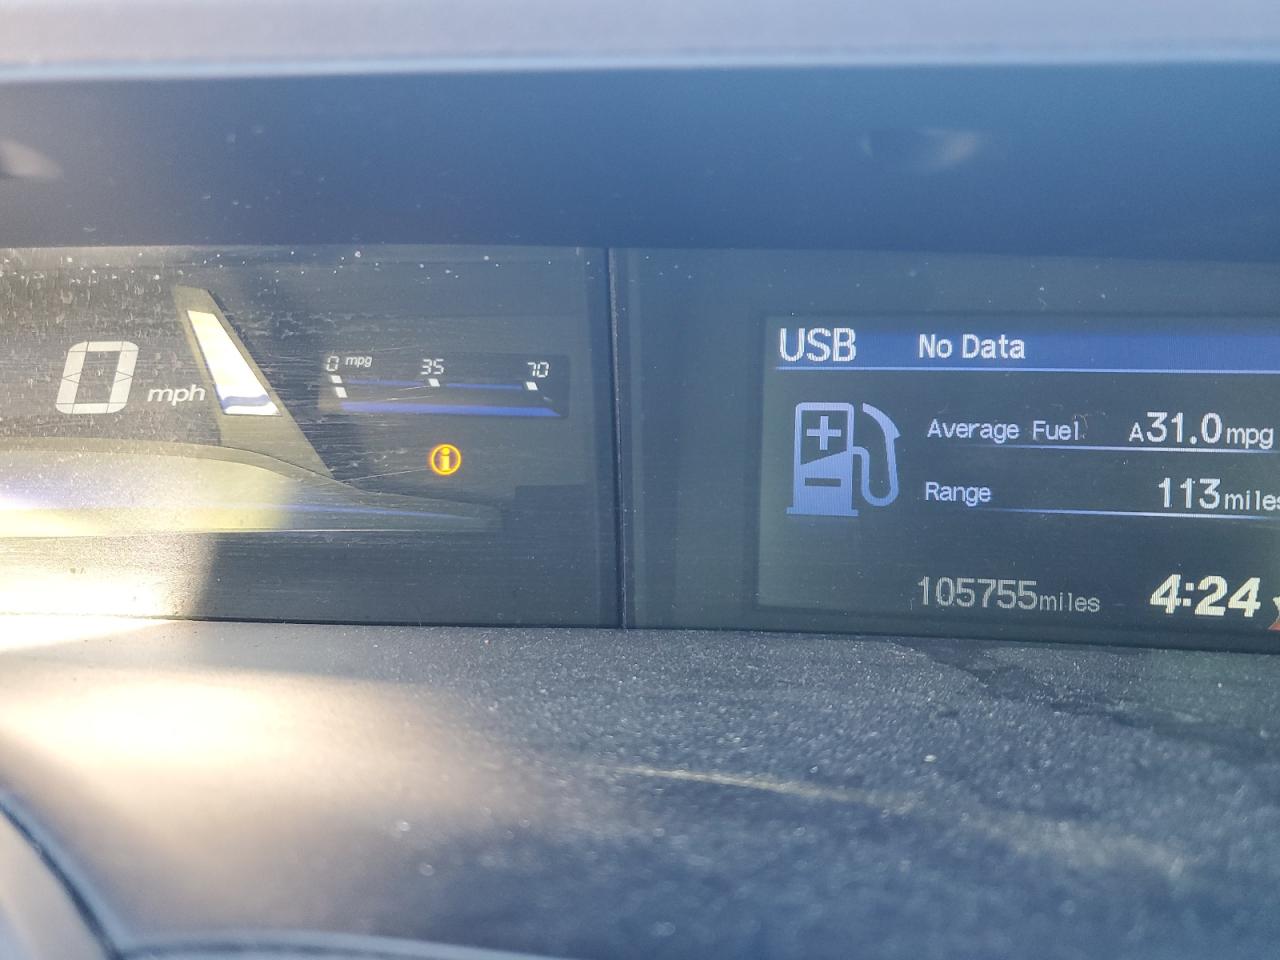 0 mph
0 mpg 35 70
i
USB No Data
Average Fuel A31.0mpg
Range 113miles
105755miles 4:24